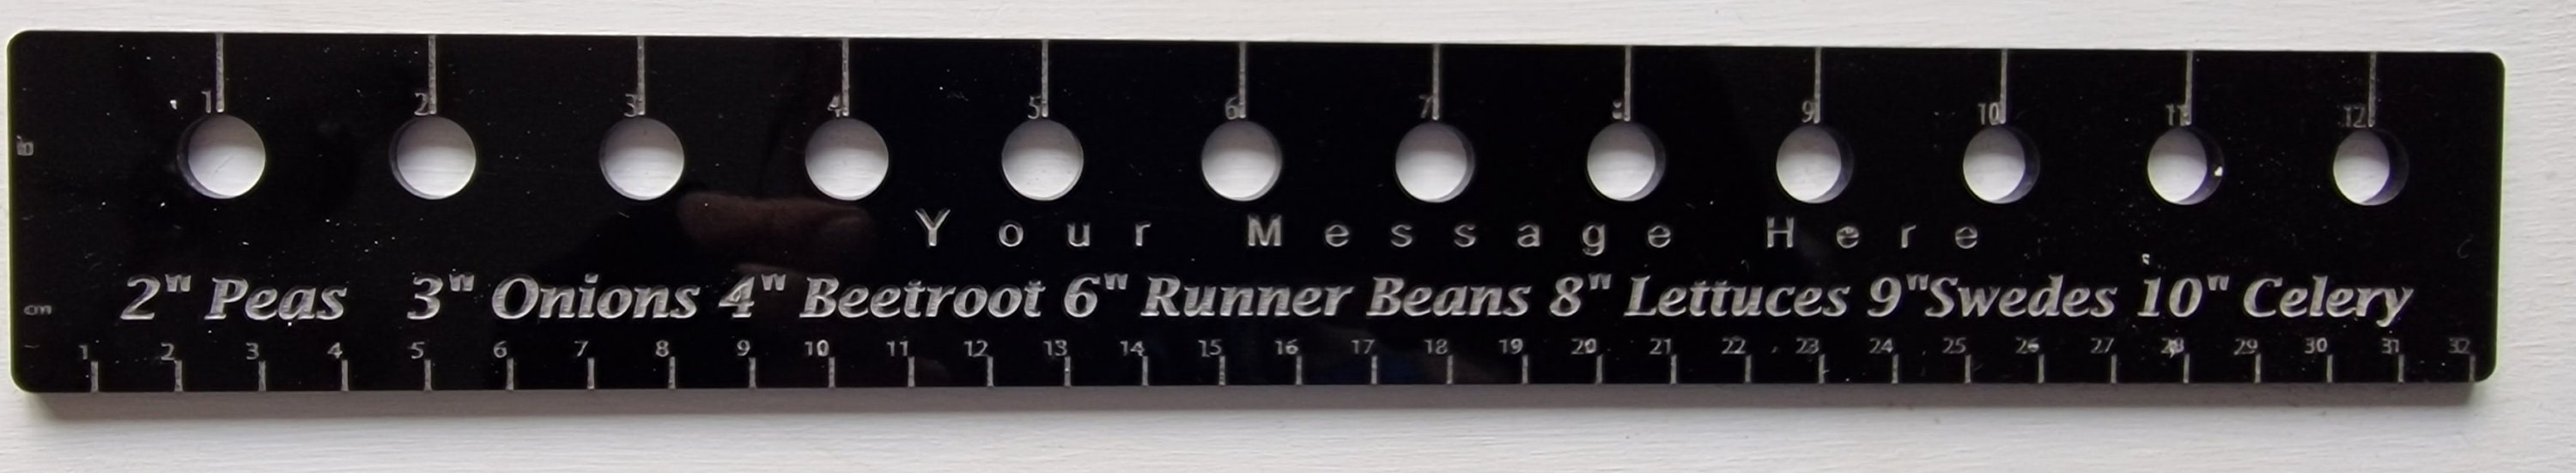 1 2 3 4 5 6 7 8 9 10 11 12
in
Your Message Here
2" Peas 3" Onions 4" Beetroot 6" Runner Beans 8" Lettuces 9"Swedes 10" Celery
cm
1 2 3 4 5 6 7 8 9 10 11 12 13 14 15 16 17 18 19 20 21 22 23 24 25 26 27 28 29 30 31 32